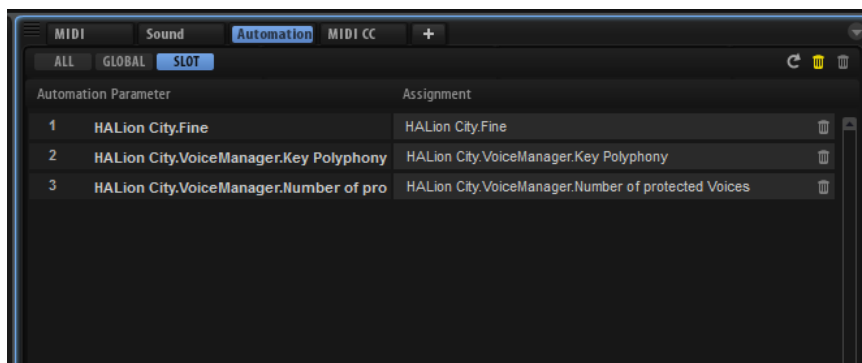 MIDI Sound Automation MIDI CC +
ALL GLOBAL SLOT
Automation Parameter Assignment
1 HALion City.Fine HALion City.Fine
2 HALion City.VoiceManager.Key Polyphony HALion City.VoiceManager.Key Polyphony
3 HALion City.VoiceManager.Number of pro HALion City.VoiceManager.Number of protected Voices